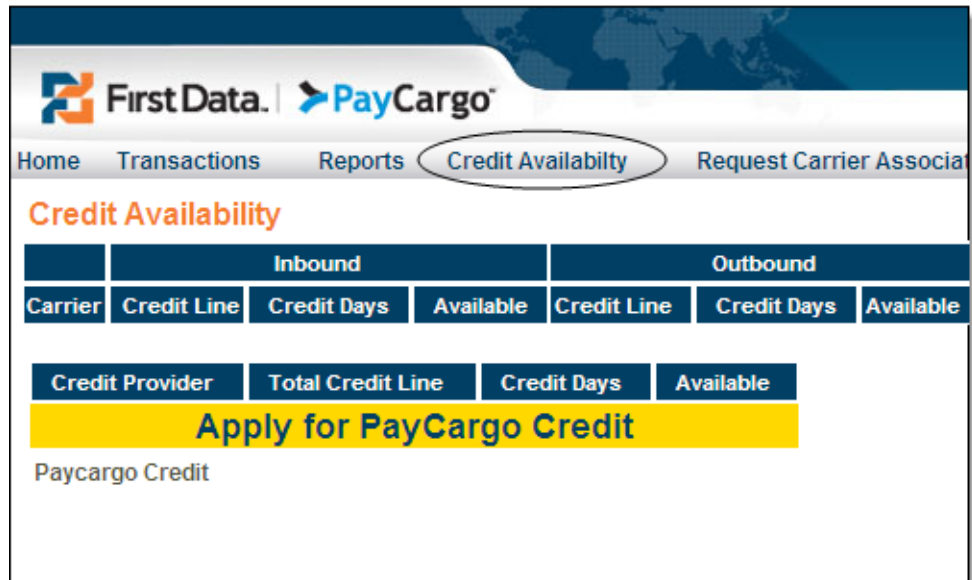 First Data. PayCargo™
Home Transactions Reports Credit Availabilty Request Carrier Associat
Credit Availability
Inbound Outbound
Carrier Credit Line Credit Days Available Credit Line Credit Days Available
Credit Provider Total Credit Line Credit Days Available
Apply for PayCargo Credit
Paycargo Credit